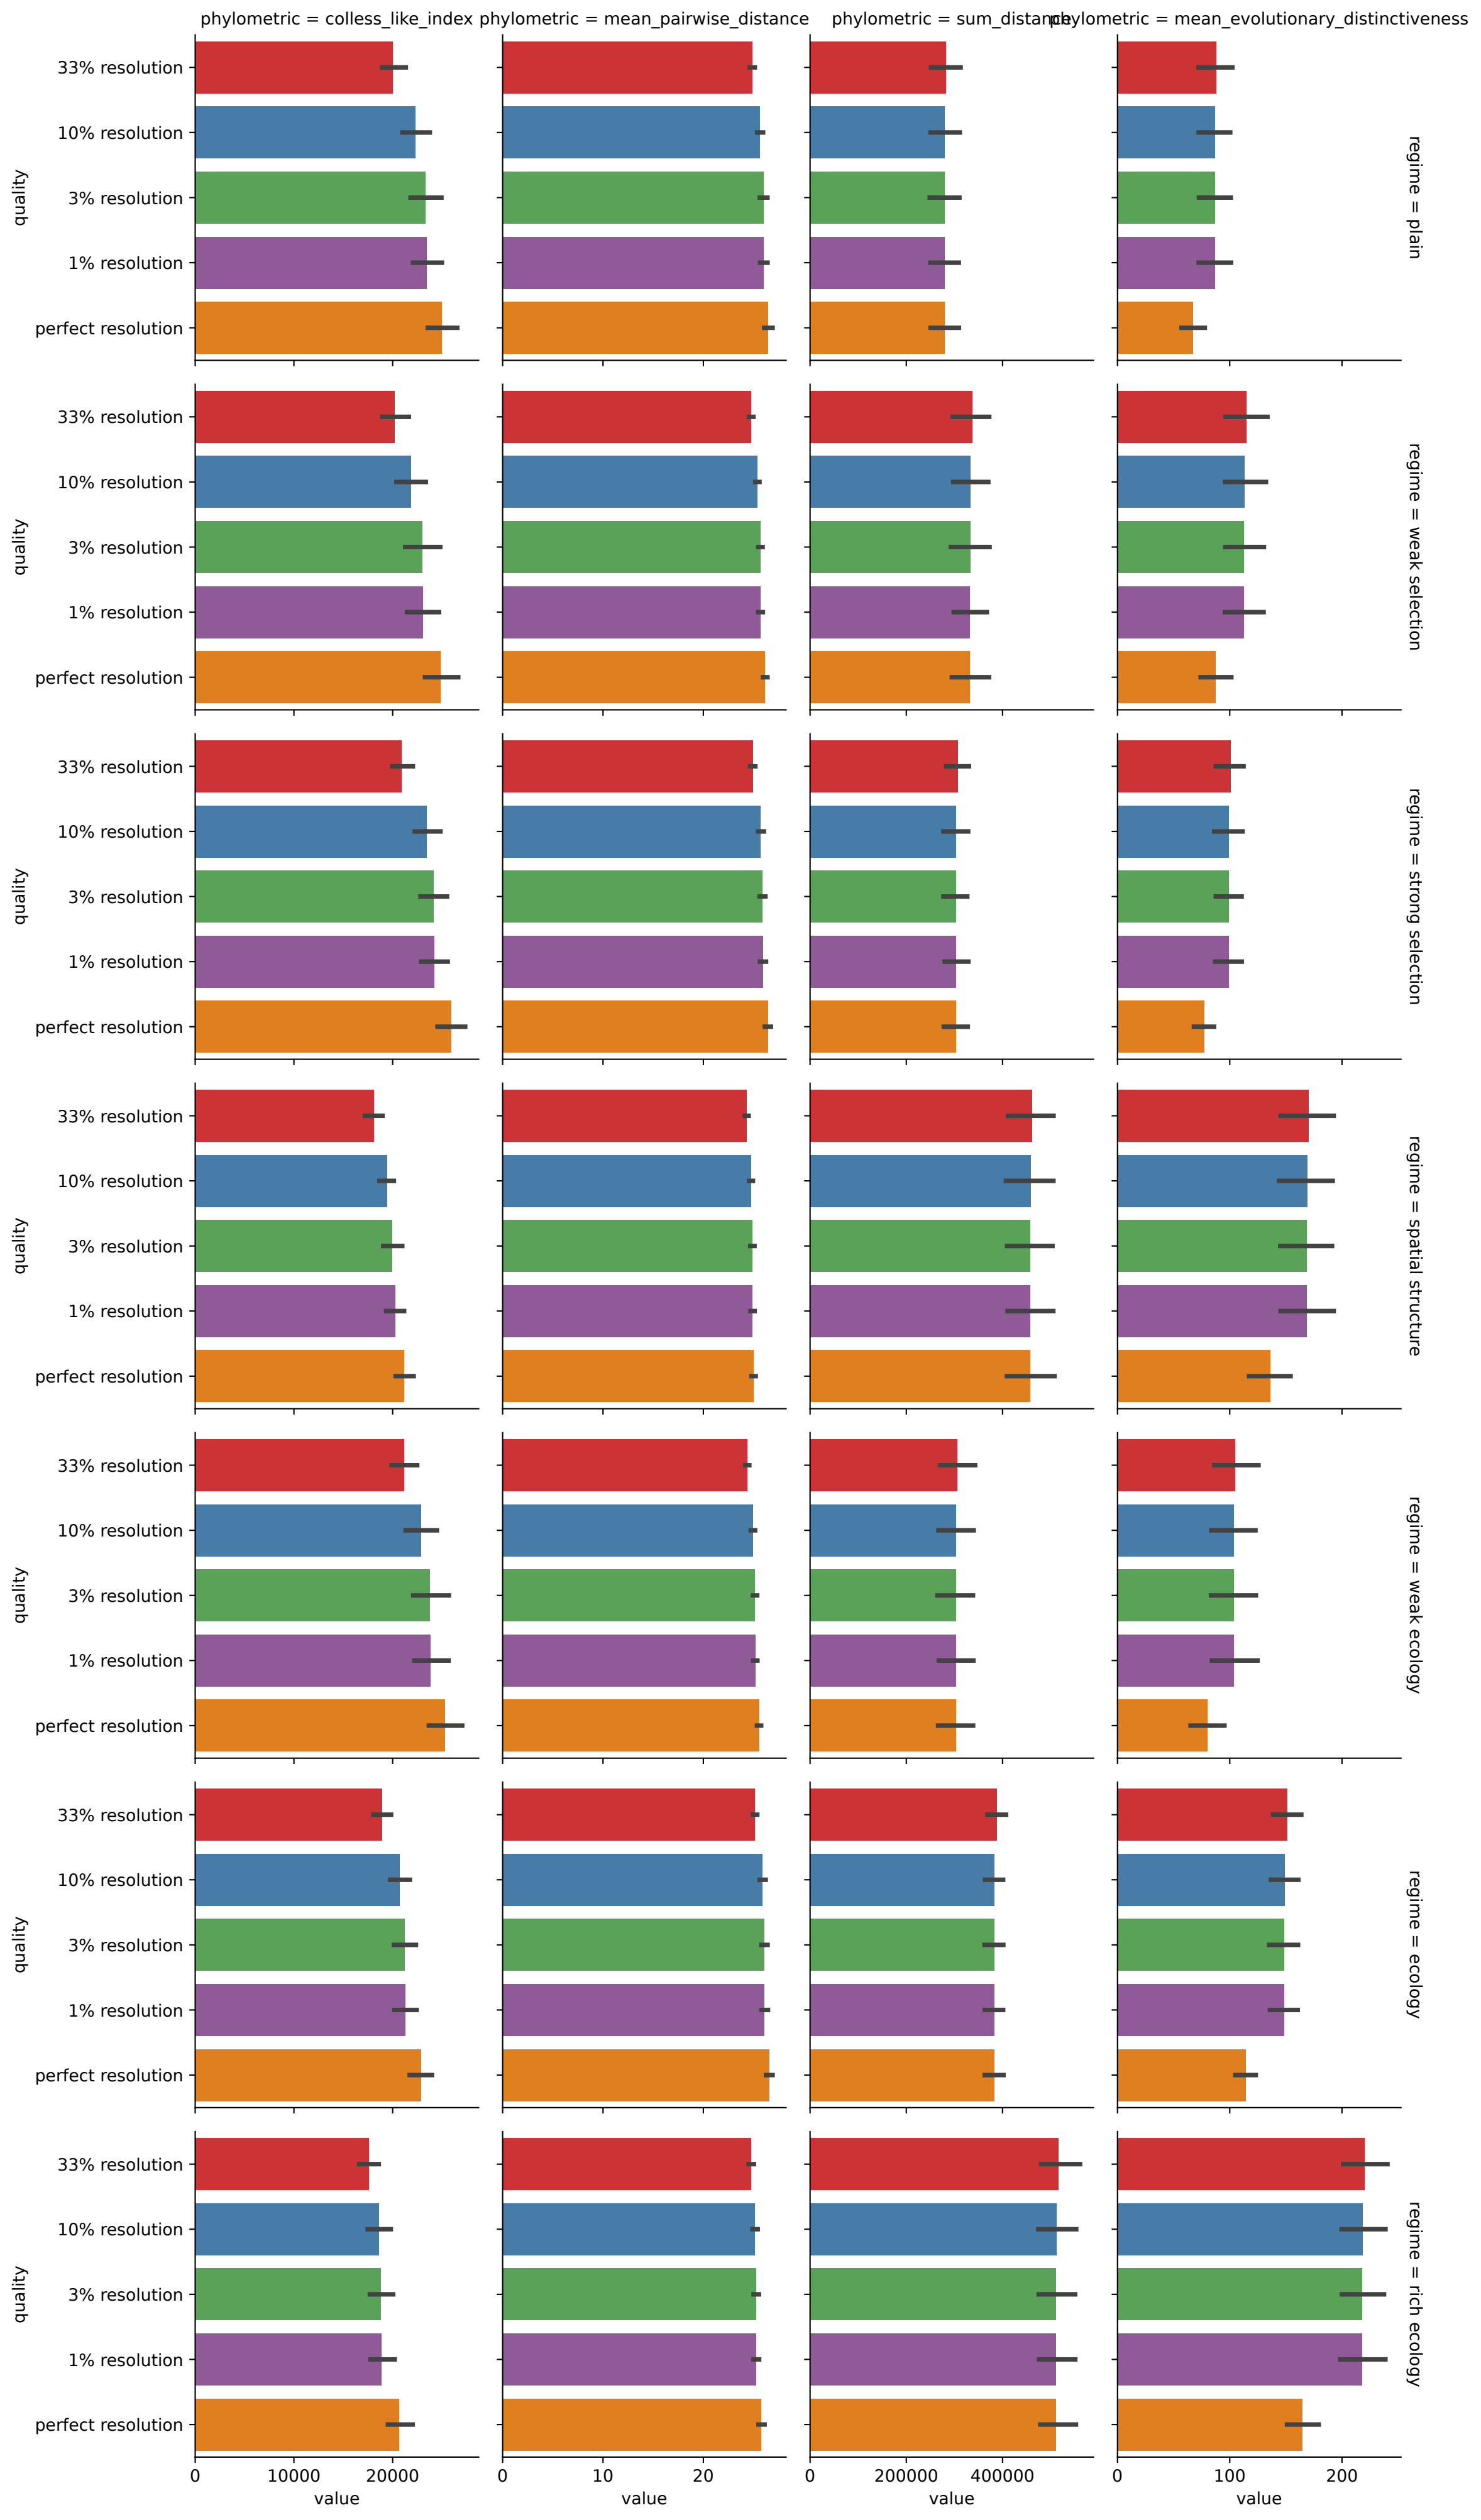 phylometric = colless_like_index
phylometric = mean_pairwise_distance
phylometric = sum_distance
phylometric = mean_evolutionary_distinctiveness
33% resolution
10% resolution
3% resolution
1% resolution
perfect resolution
quality
regime = plain
33% resolution
10% resolution
3% resolution
1% resolution
perfect resolution
quality
regime = weak selection
33% resolution
10% resolution
3% resolution
1% resolution
perfect resolution
quality
regime = strong selection
33% resolution
10% resolution
3% resolution
1% resolution
perfect resolution
quality
regime = spatial structure
33% resolution
10% resolution
3% resolution
1% resolution
perfect resolution
quality
regime = weak ecology
33% resolution
10% resolution
3% resolution
1% resolution
perfect resolution
quality
regime = ecology
33% resolution
10% resolution
3% resolution
1% resolution
perfect resolution
quality
regime = rich ecology
0 10000 20000
0 10 20
0 200000 400000
0 100 200
value
value
value
value